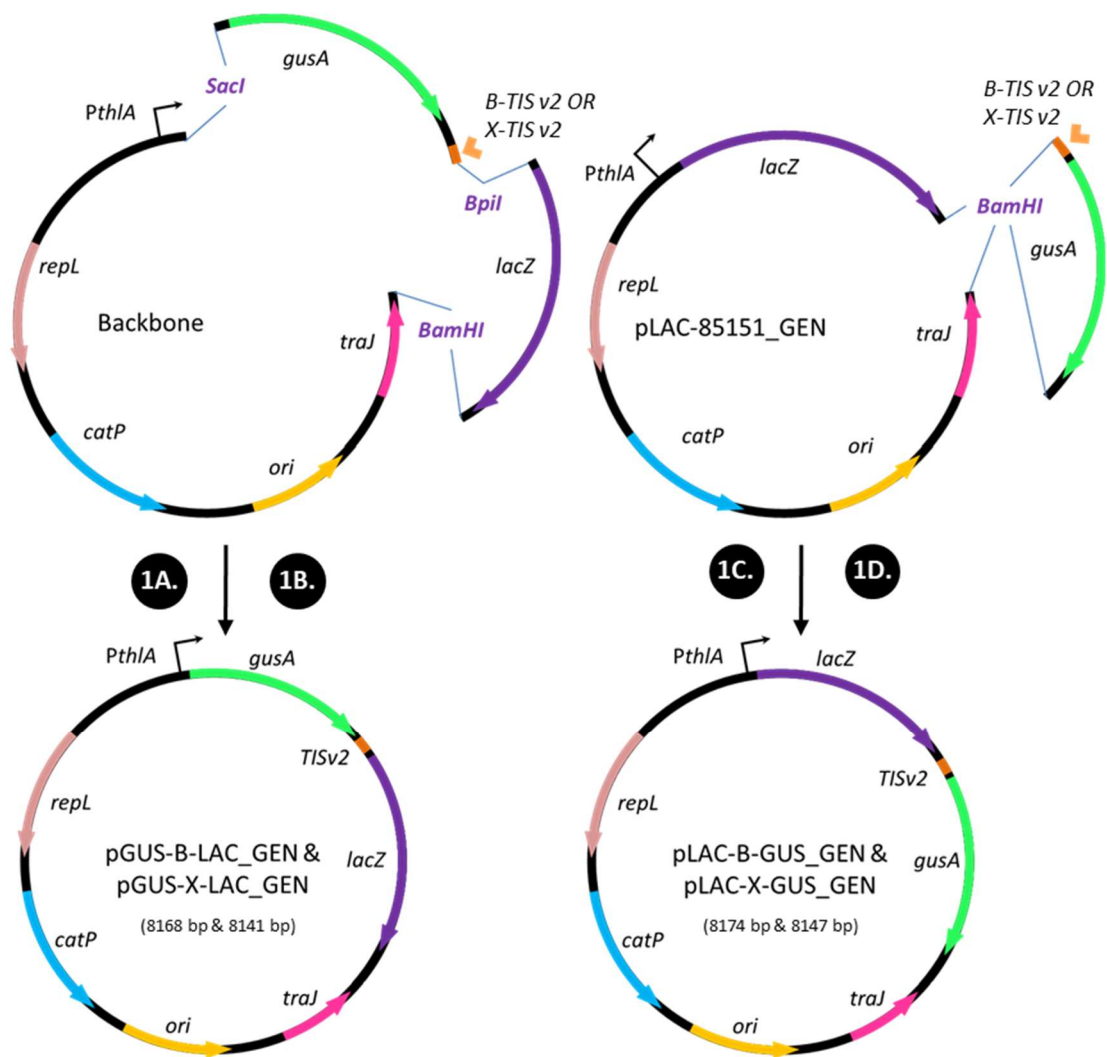 gusA
SacI
PthlA
B-TIS v2 OR
X-TIS v2
BpiI
lacZ
repL
Backbone
traJ
BamHI
catP
ori
B-TIS v2 OR
X-TIS v2
PthlA
lacZ
BamHI
gusA
repL
pLAC-85151_GEN
traJ
catP
ori
1A.
1B.
1C.
1D.
PthlA
gusA
TISv2
repL
pGUS-B-LAC_GEN &
pGUS-X-LAC_GEN
lacZ
(8168 bp & 8141 bp)
catP
traJ
ori
PthlA
lacZ
TISv2
repL
pLAC-B-GUS_GEN &
pLAC-X-GUS_GEN
gusA
(8174 bp & 8147 bp)
catP
traJ
ori